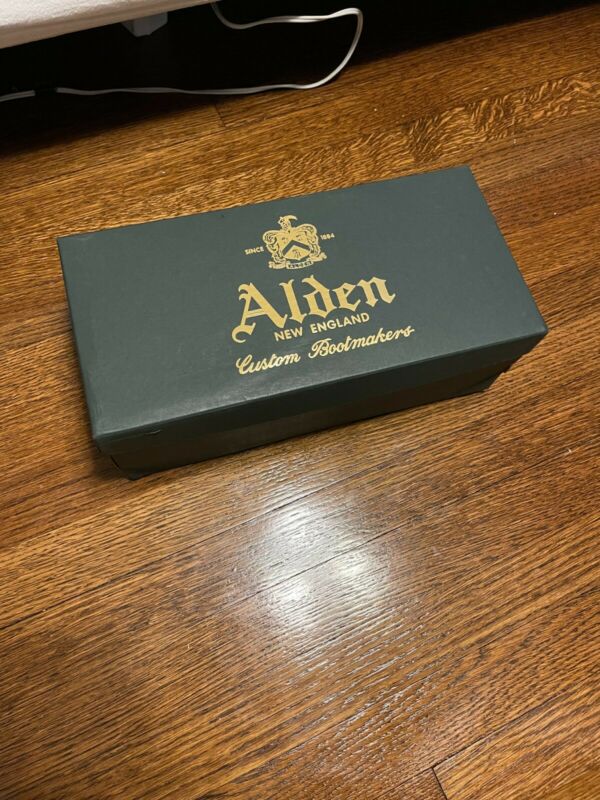 SINCE 1884
Alden
NEW ENGLAND
Custom Bootmakers